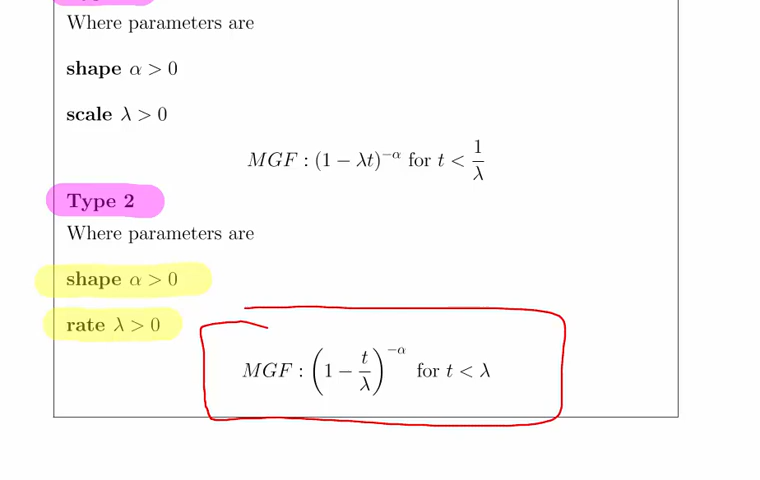 Where parameters are
shape α > 0
scale λ > 0
MGF : (1 − λt)^{−α} for t < 1/λ
Type 2
Where parameters are
shape α > 0
rate λ > 0
MGF : (1 − t/λ)^{−α} for t < λ